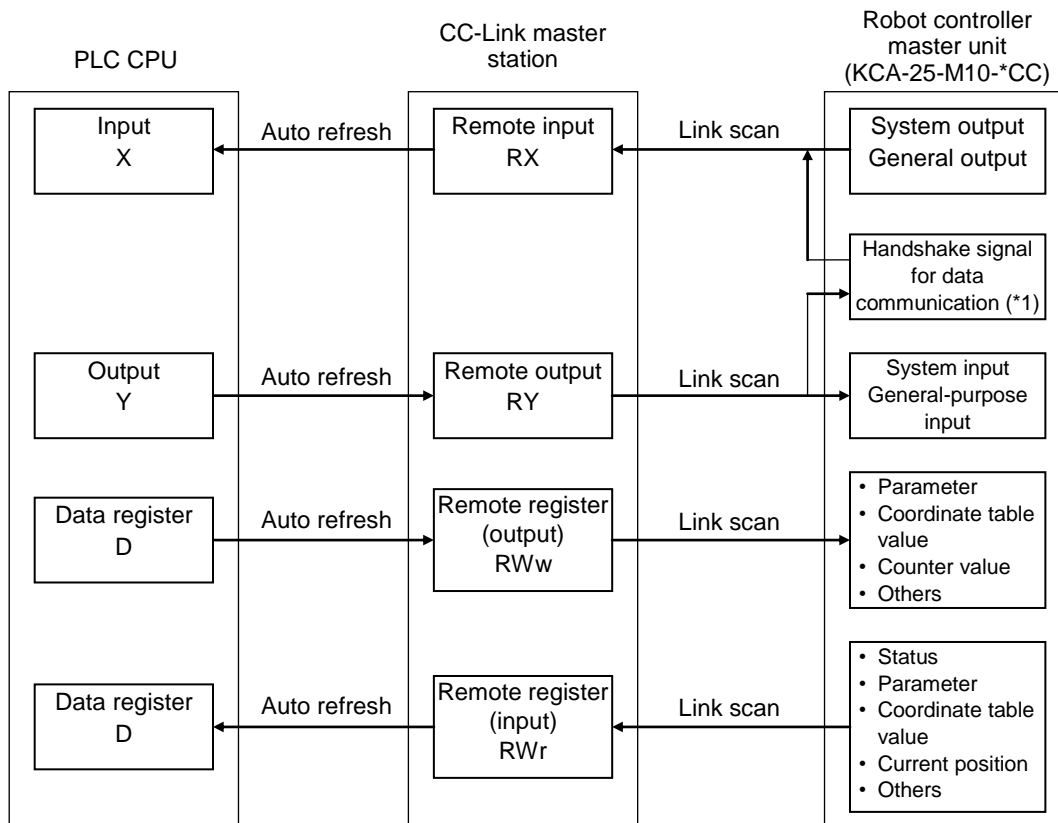 PLC CPU
CC-Link master
station
Robot controller
master unit
(KCA-25-M10-*CC)
Input
X
Auto refresh
Remote input
RX
Link scan
System output
General output
Handshake signal
for data
communication (*1)
Output
Y
Auto refresh
Remote output
RY
Link scan
System input
General-purpose
input
Data register
D
Auto refresh
Remote register
(output)
RWw
Link scan
• Parameter
• Coordinate table
value
• Counter value
• Others
Data register
D
Auto refresh
Remote register
(input)
RWr
Link scan
• Status
• Parameter
• Coordinate table
value
• Current position
• Others